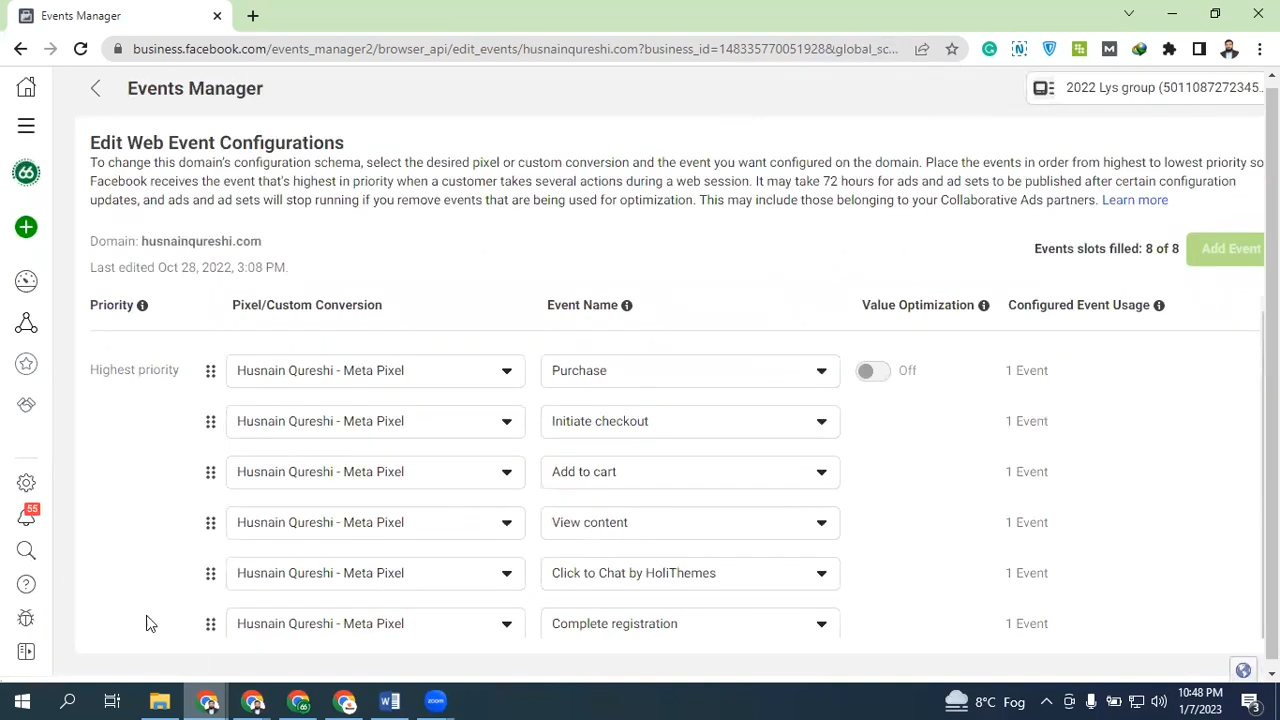 Events Manager
business.facebook.com/events_manager2/browser_api/edit_events/husnainqureshi.com?business_id=148335770051928&global_sc...
Events Manager
2022 Lys group (5011087272345...
Edit Web Event Configurations
To change this domain's configuration schema, select the desired pixel or custom conversion and the event you want configured on the domain. Place the events in order from highest to lowest priority so
Facebook receives the event that's highest in priority when a customer takes several actions during a web session. It may take 72 hours for ads and ad sets to be published after certain configuration
updates, and ads and ad sets will stop running if you remove events that are being used for optimization. This may include those belonging to your Collaborative Ads partners. Learn more
Domain: husnainqureshi.com
Events slots filled: 8 of 8 Add Event
Last edited Oct 28, 2022, 3:08 PM.
Priority Pixel/Custom Conversion Event Name Value Optimization Configured Event Usage
Highest priority Husnain Qureshi - Meta Pixel Purchase Off 1 Event
Husnain Qureshi - Meta Pixel Initiate checkout 1 Event
Husnain Qureshi - Meta Pixel Add to cart 1 Event
Husnain Qureshi - Meta Pixel View content 1 Event
55
Husnain Qureshi - Meta Pixel Click to Chat by HoliThemes 1 Event
Husnain Qureshi - Meta Pixel Complete registration 1 Event
zoom
8°C Fog
10:48 PM
1/7/2023
3